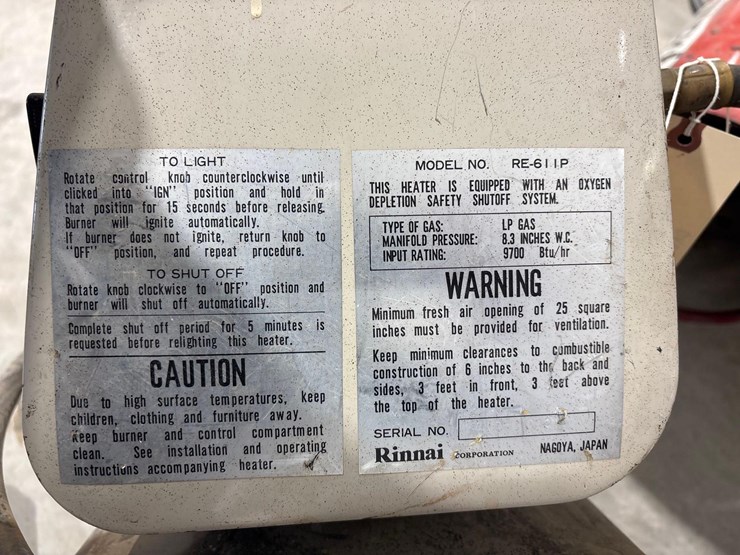 TO LIGHT
Rotate control knob counterclockwise until
clicked into "IGN" position and hold in
that position for 15 seconds before releasing.
Burner will ignite automatically.
If burner does not ignite, return knob to
"OFF" position, and repeat procedure.
TO SHUT OFF
Rotate knob clockwise to "OFF" position and
burner will shut off automatically.
Complete shut off period for 5 minutes is
requested before relighting this heater.
CAUTION
Due to high surface temperatures, keep
children, clothing and furniture away.
Keep burner and control compartment
clean. See installation and operating
instructions accompanying heater.
MODEL NO. RE-611P
THIS HEATER IS EQUIPPED WITH AN OXYGEN
DEPLETION SAFETY SHUTOFF SYSTEM.
TYPE OF GAS: LP GAS
MANIFOLD PRESSURE: 8.3 INCHES W.C.
INPUT RATING: 9700 Btu/hr
WARNING
Minimum fresh air opening of 25 square
inches must be provided for ventilation.
Keep minimum clearances to combustible
construction of 6 inches to the back and
sides, 3 feet in front, 3 feet above
the top of the heater.
SERIAL NO.
Rinnai CORPORATION NAGOYA, JAPAN